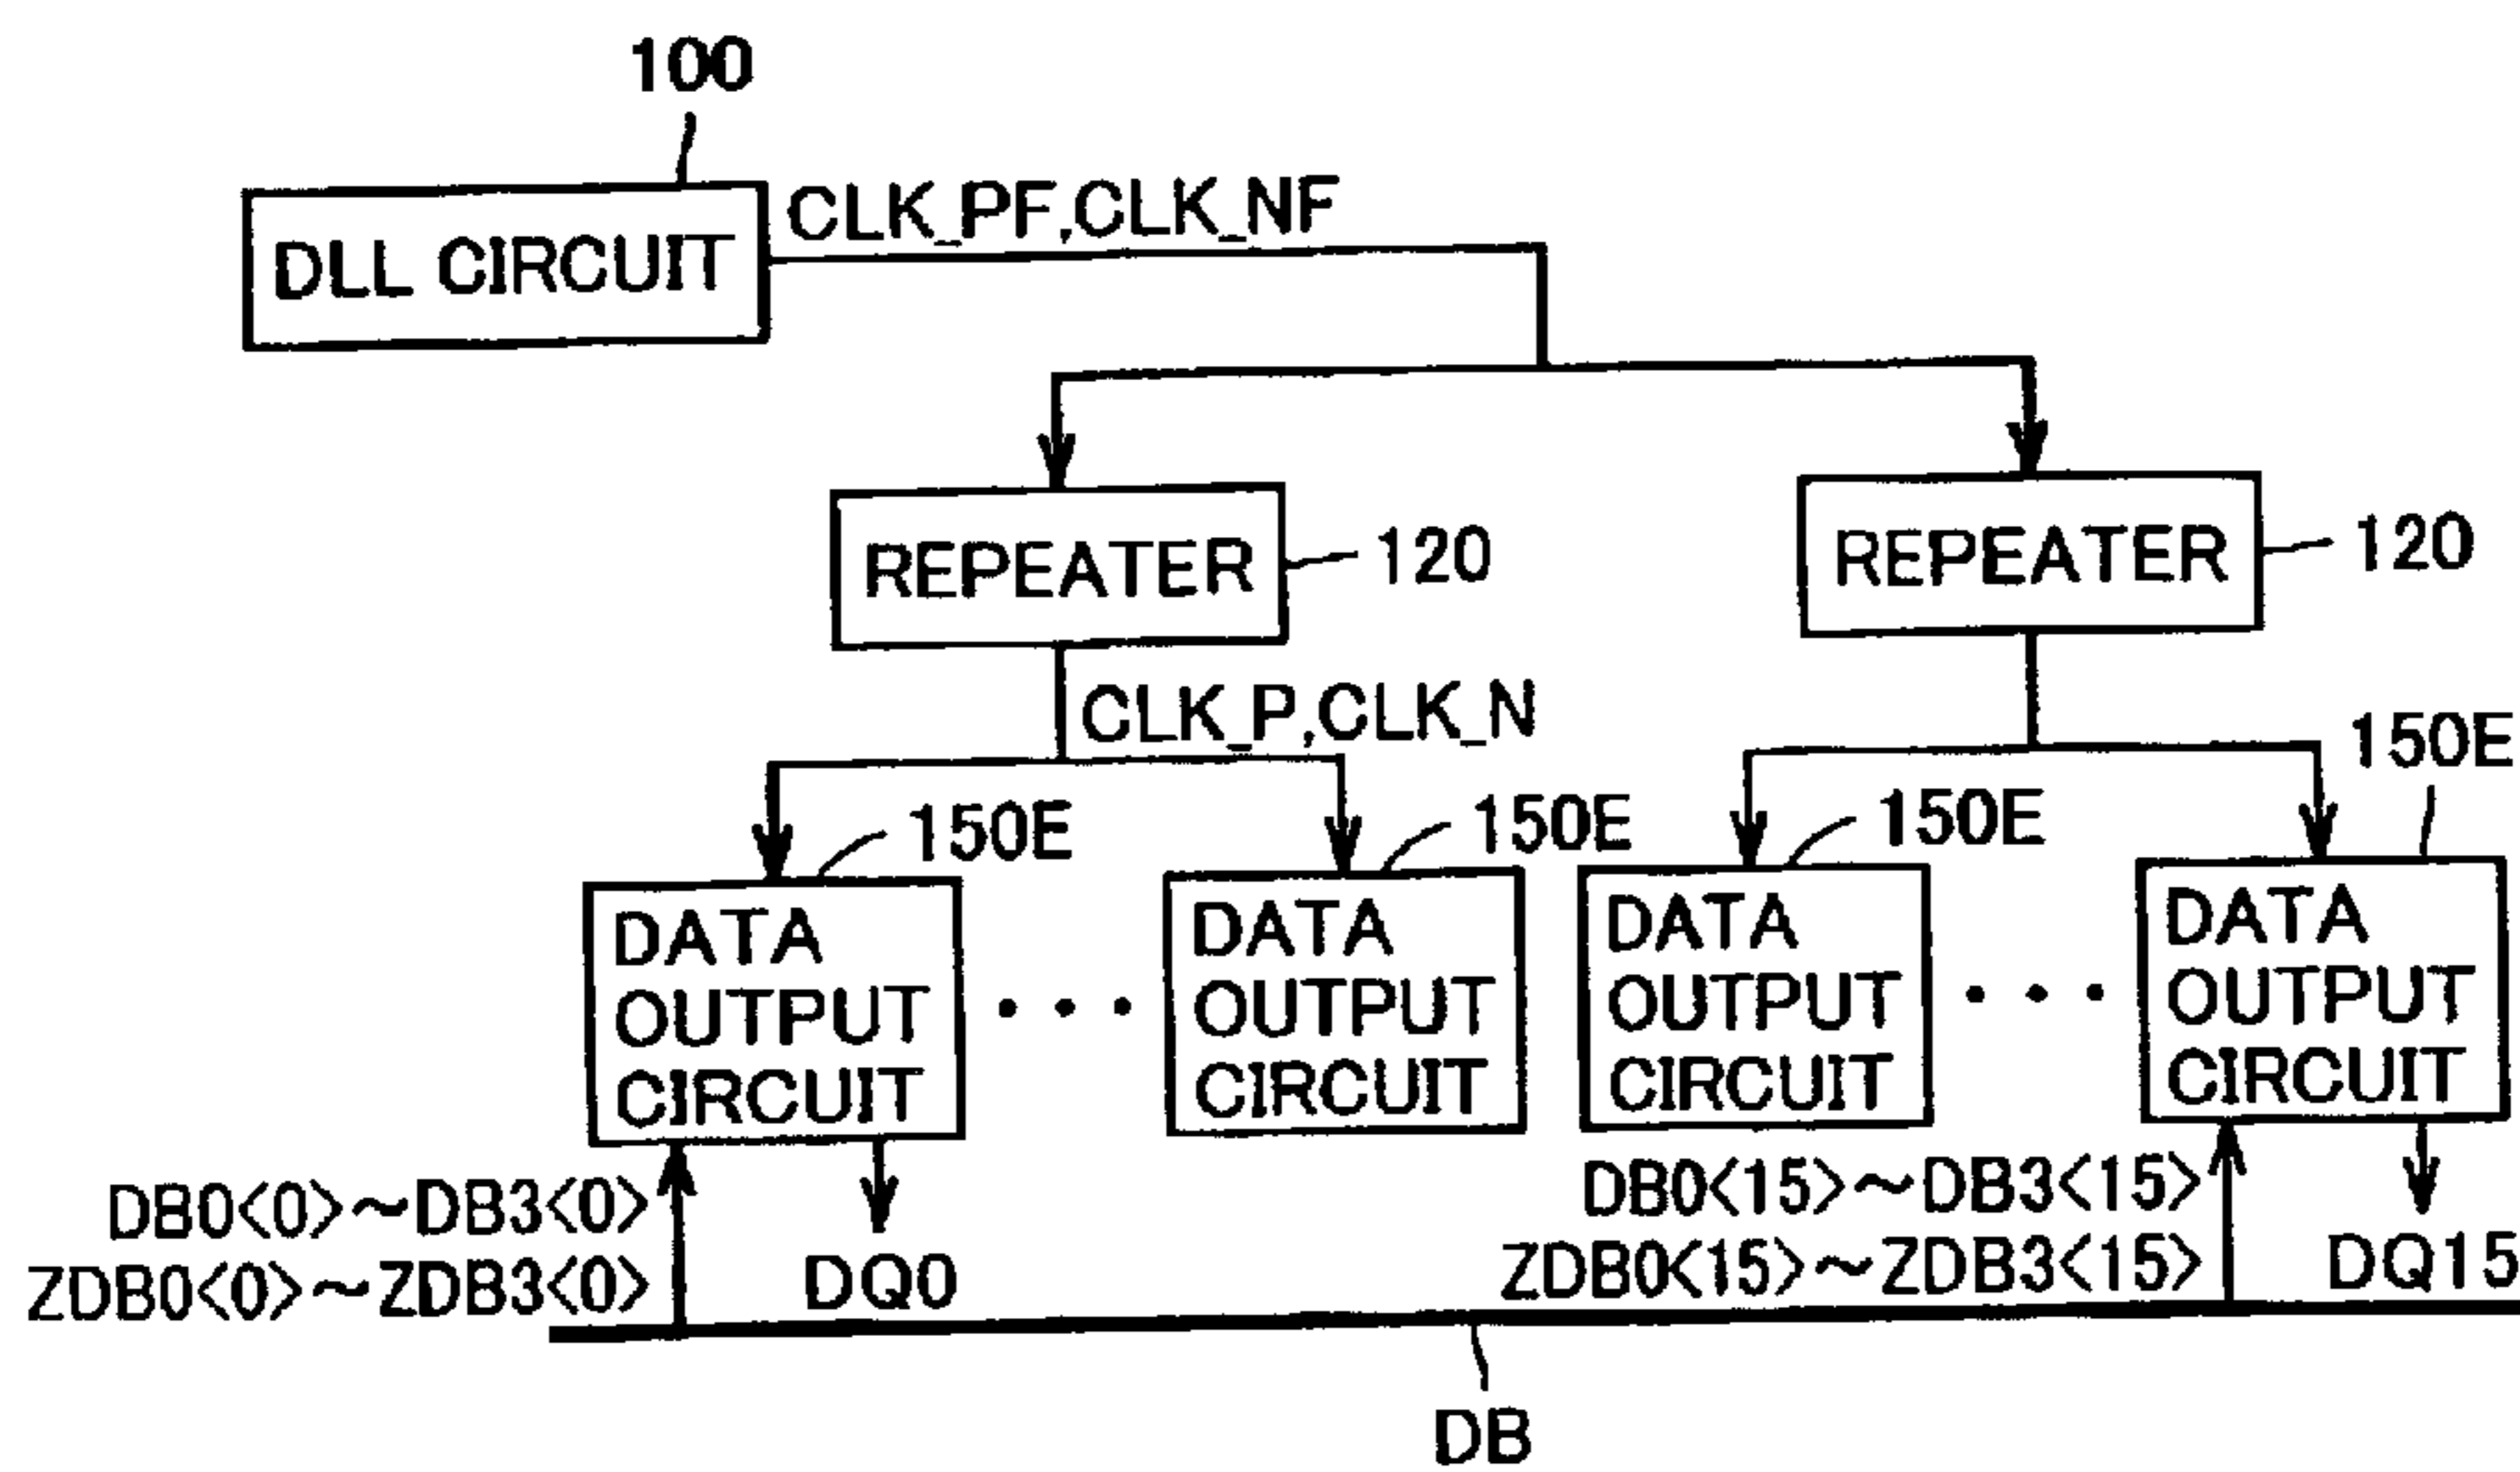 100
DLL CIRCUIT
CLK_PF,CLK_NF
REPEATER
120
REPEATER
120
CLK_P,CLK_N
150E
150E
150E
150E
DATA
OUTPUT
CIRCUIT
DATA
OUTPUT
CIRCUIT
DATA
OUTPUT
CIRCUIT
DATA
OUTPUT
CIRCUIT
DB0<0>~DB3<0>
ZDB0<0>~ZDB3<0>
DQ0
DB0<15>~DB3<15>
ZDB0<15>~ZDB3<15>
DQ15
DB